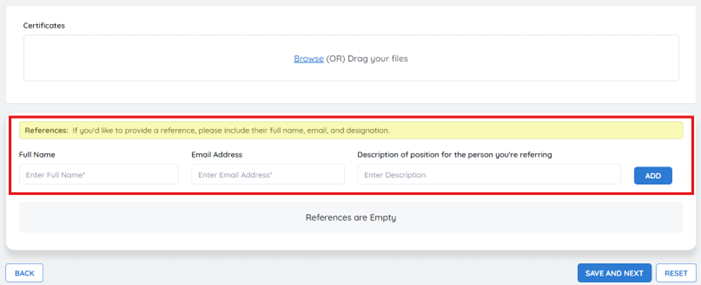 Certificates
Browse (OR) Drag your files
References: If you'd like to provide a reference, please include their full name, email, and designation.
Full Name Email Address Description of position for the person you're referring
Enter Full Name* Enter Email Address* Enter Description ADD
References are Empty
BACK SAVE AND NEXT RESET